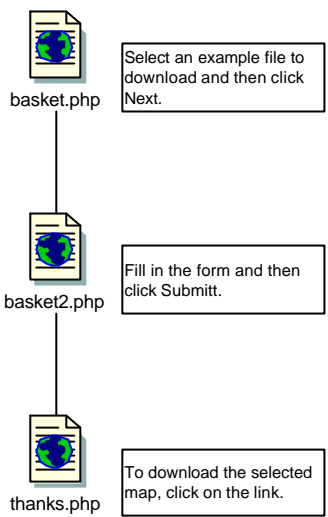 Select an example file to
download and then click
Next.
basket.php
Fill in the form and then
click Submitt.
basket2.php
To download the selected
map, click on the link.
thanks.php